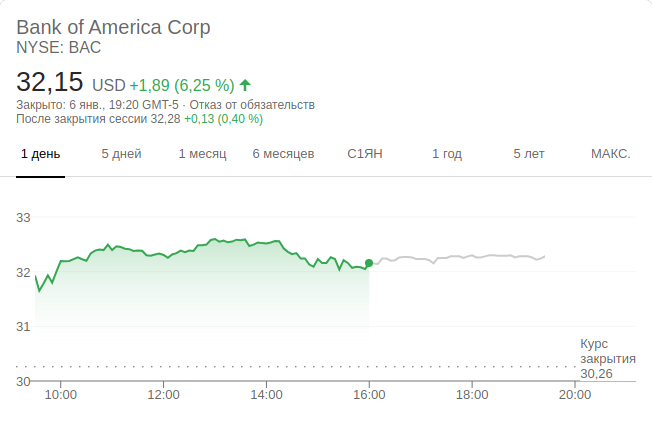 Bank of America Corp
NYSE: BAC
32,15 USD +1,89 (6,25 %)
Закрыто: 6 янв., 19:20 GMT-5 · Отказ от обязательств
После закрытия сессии 32,28 +0,13 (0,40 %)
1 день 5 дней 1 месяц 6 месяцев С1ЯН 1 год 5 лет МАКС.
33
32
31
Курс
закрытия
30,26
30
10:00 12:00 14:00 16:00 18:00 20:00